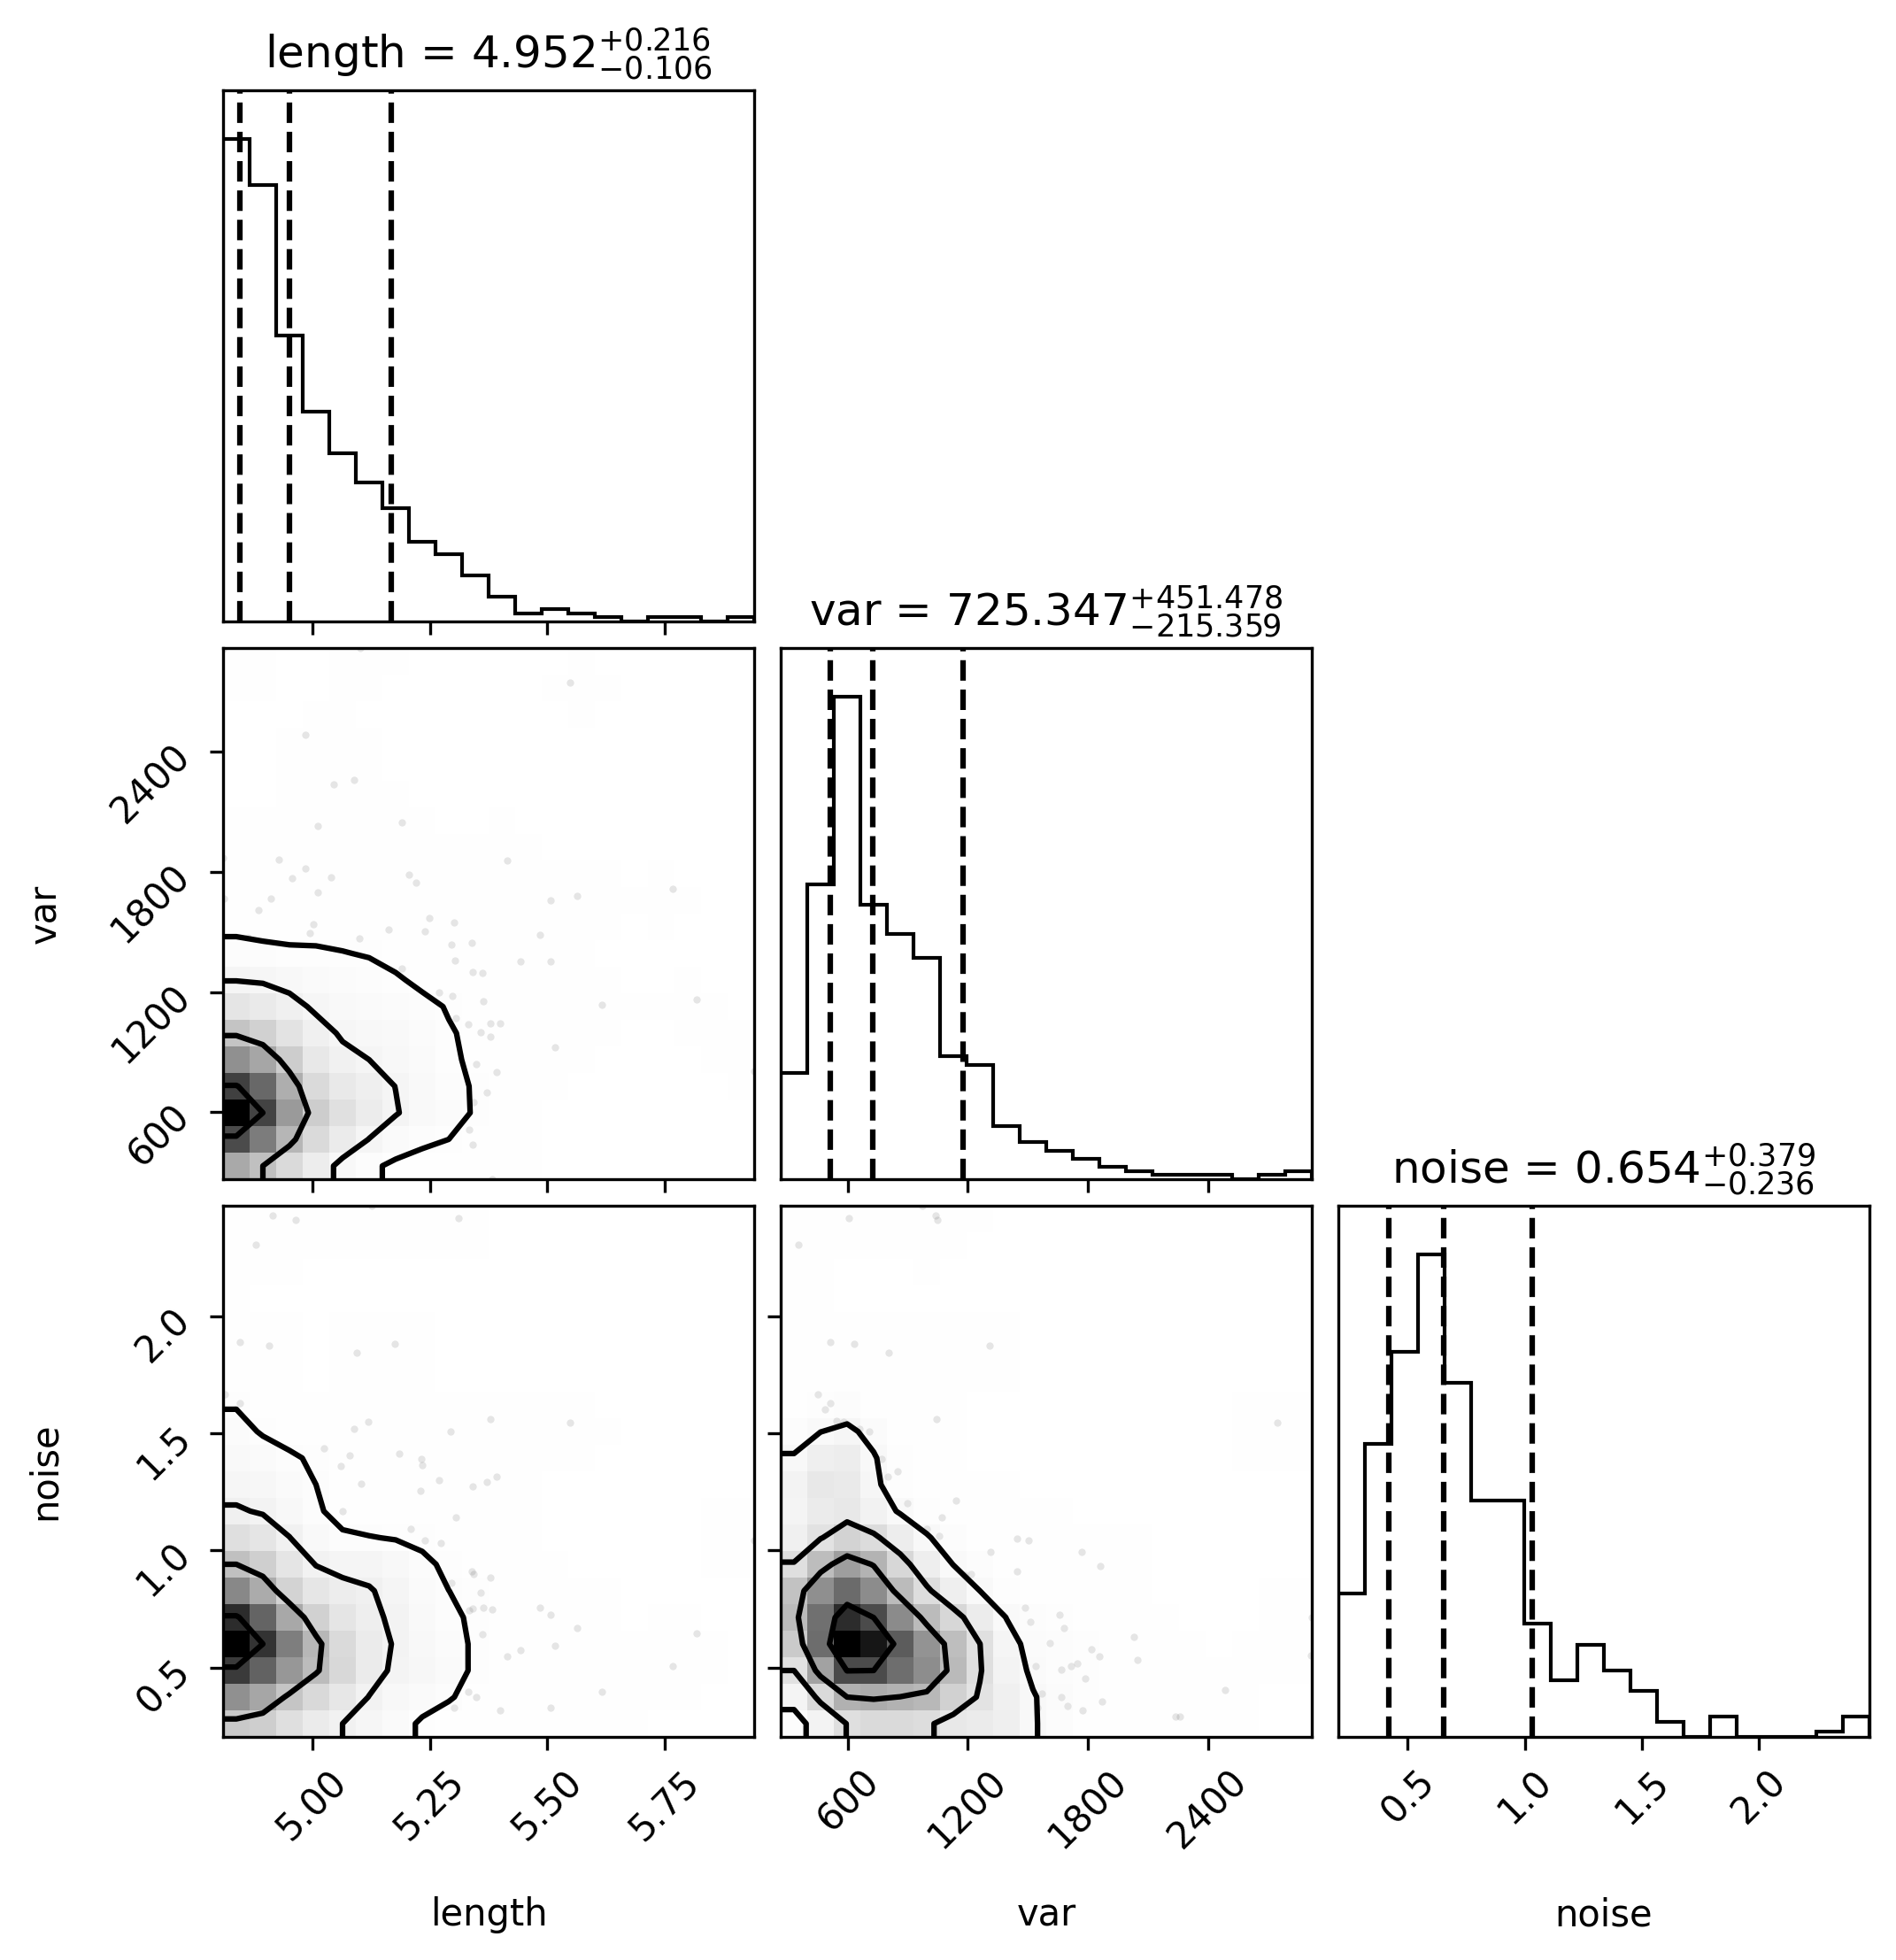 length = 4.952+0.216−0.106
var = 725.347+451.478−215.359
2400
1800
1200
600
var
noise = 0.654+0.379−0.236
2.0
1.5
1.0
0.5
noise
5.00 5.25 5.50 5.75 600 1200 1800 2400 0.5 1.0 1.5 2.0
length var noise